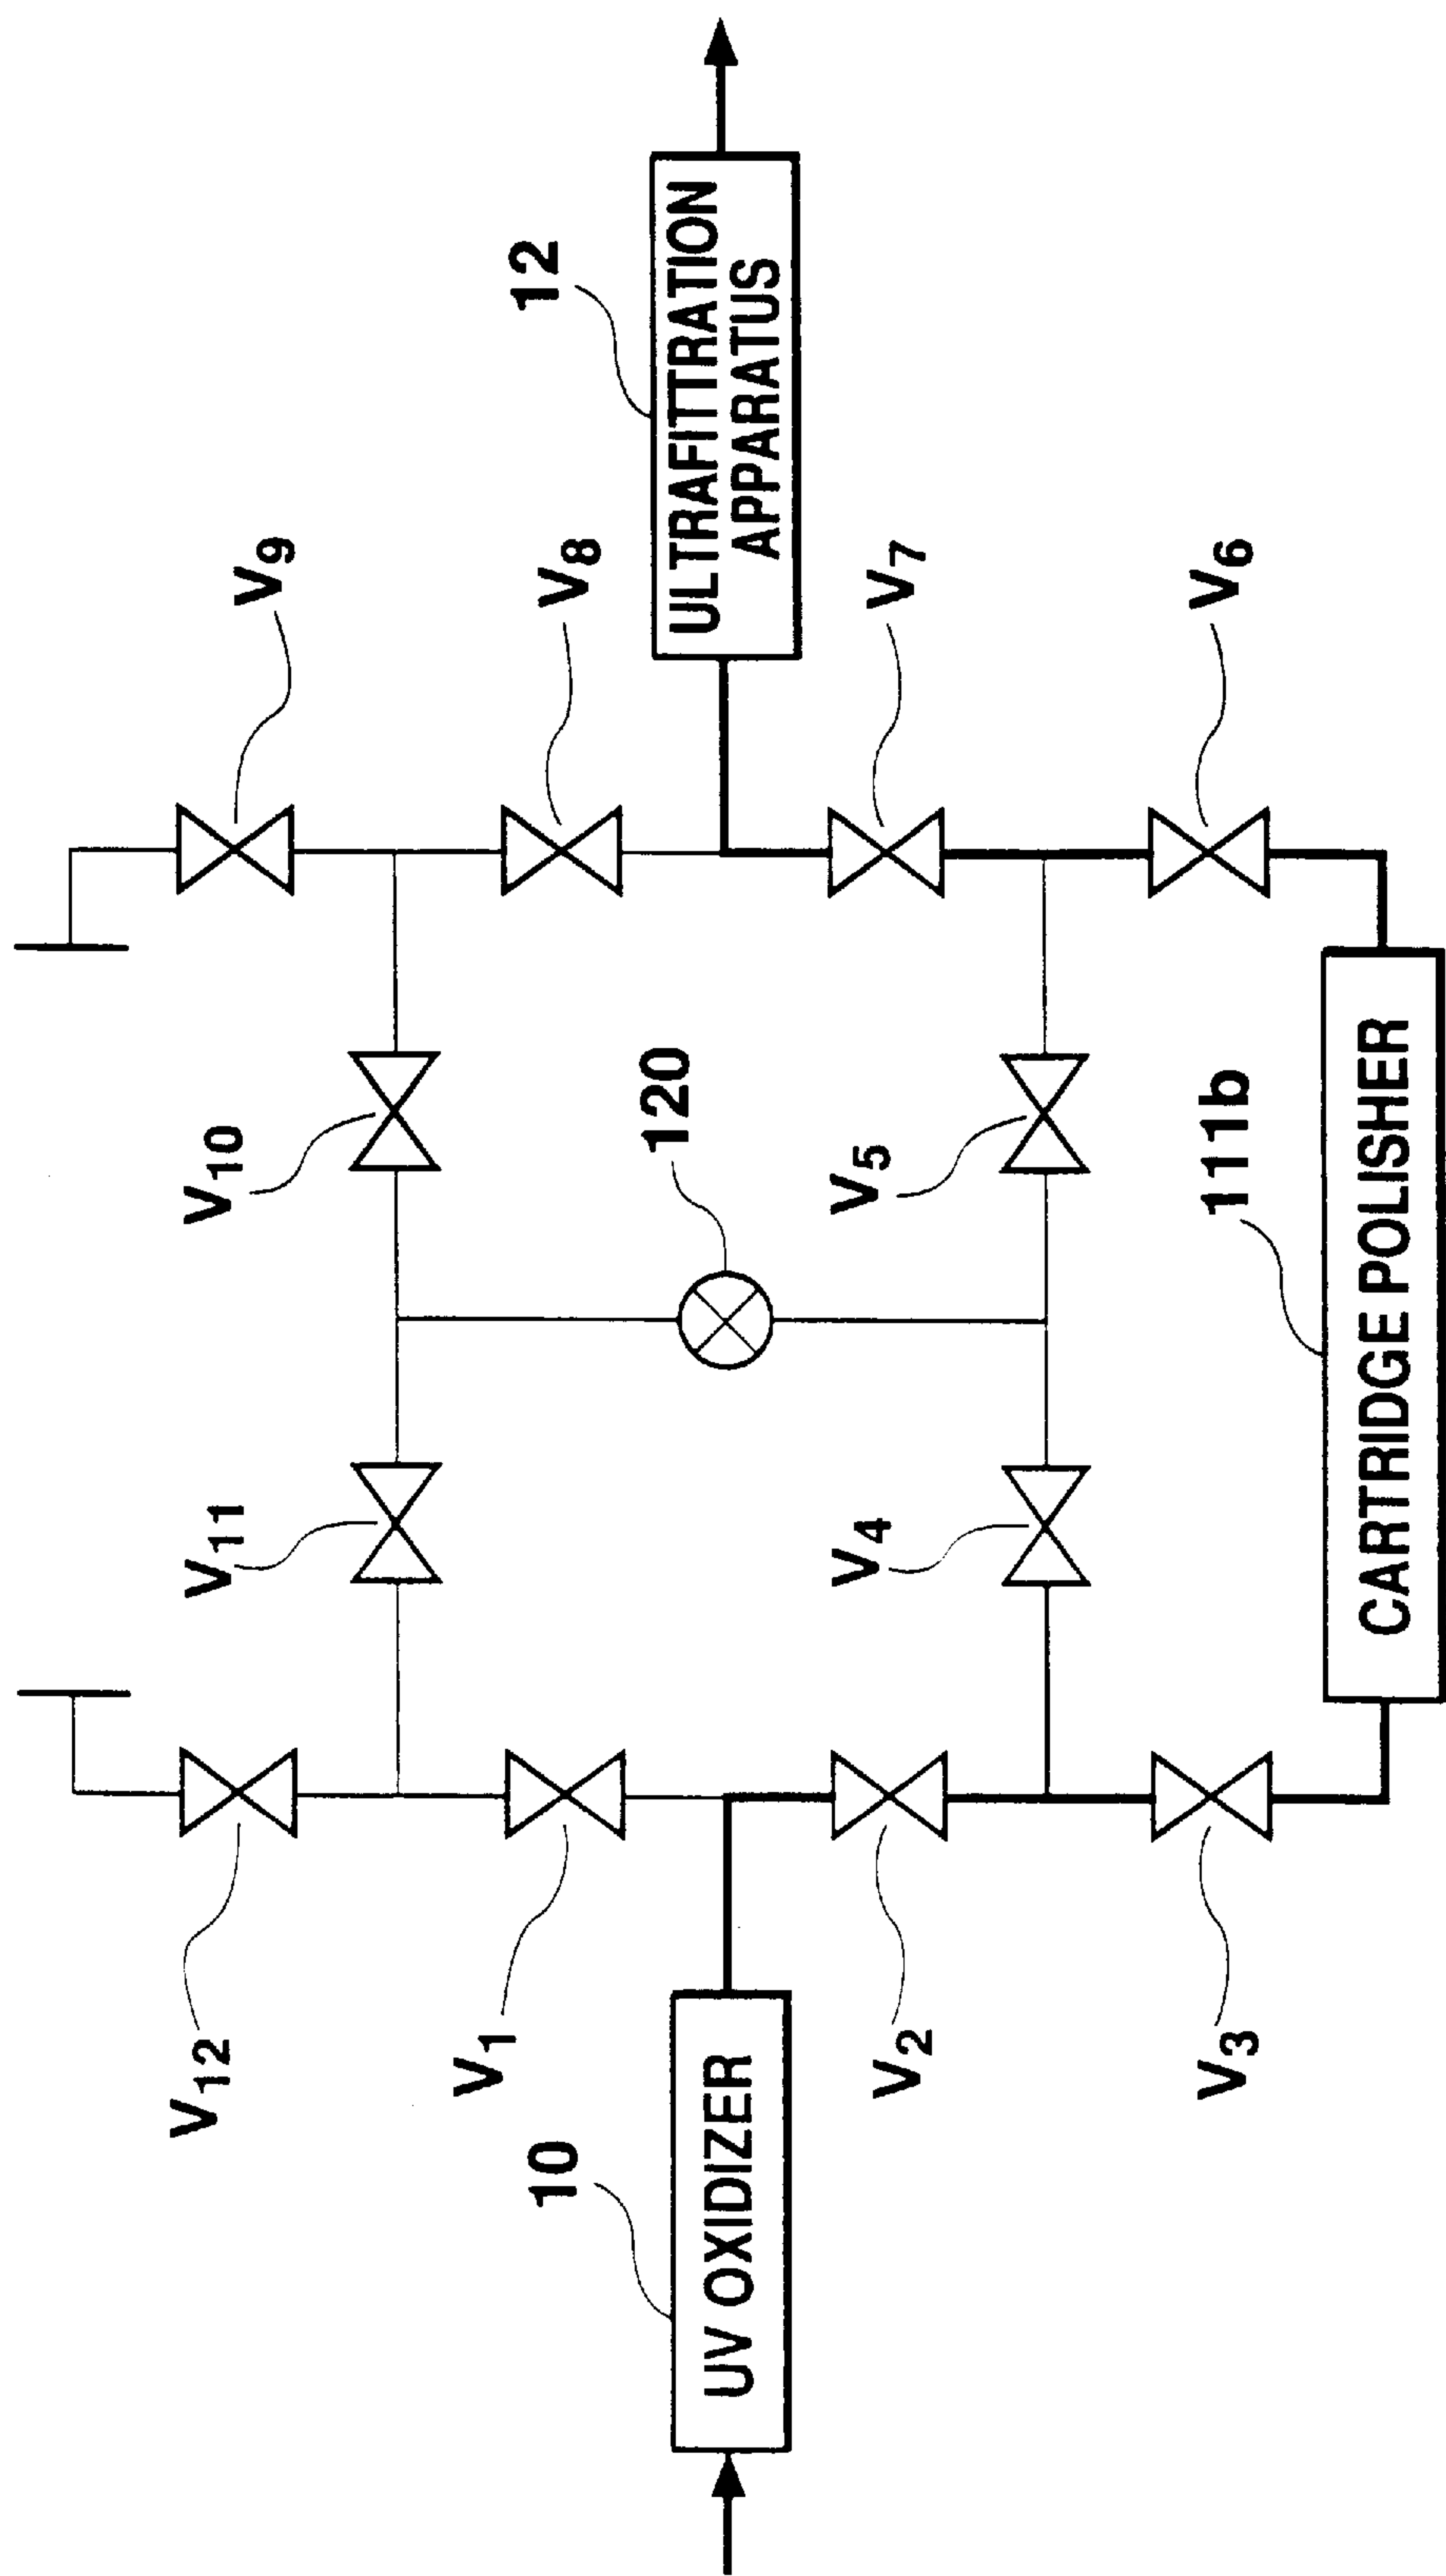 V12
V11
V10
V9
V1
10
V8
12
120
UV OXIDIZER
ULTRAFITTRATION
APPARATUS
V2
V4
V5
V7
V3
111b
V6
CARTRIDGE POLISHER